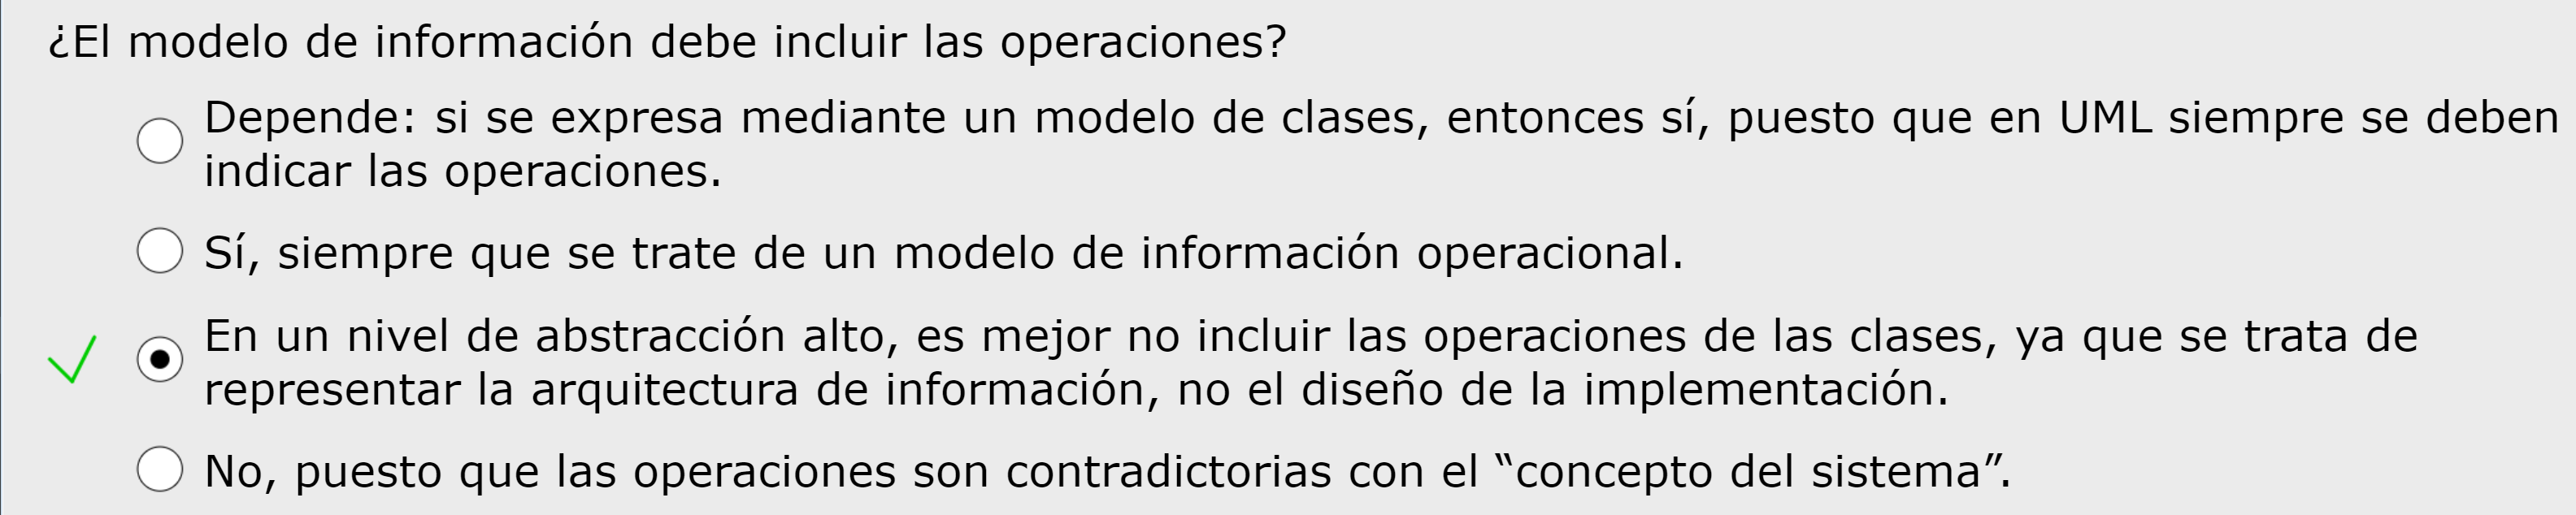 ¿El modelo de información debe incluir las operaciones?
Depende: si se expresa mediante un modelo de clases, entonces sí, puesto que en UML siempre se deben
indicar las operaciones.
Sí, siempre que se trate de un modelo de información operacional.
En un nivel de abstracción alto, es mejor no incluir las operaciones de las clases, ya que se trata de
representar la arquitectura de información, no el diseño de la implementación.
No, puesto que las operaciones son contradictorias con el “concepto del sistema”.